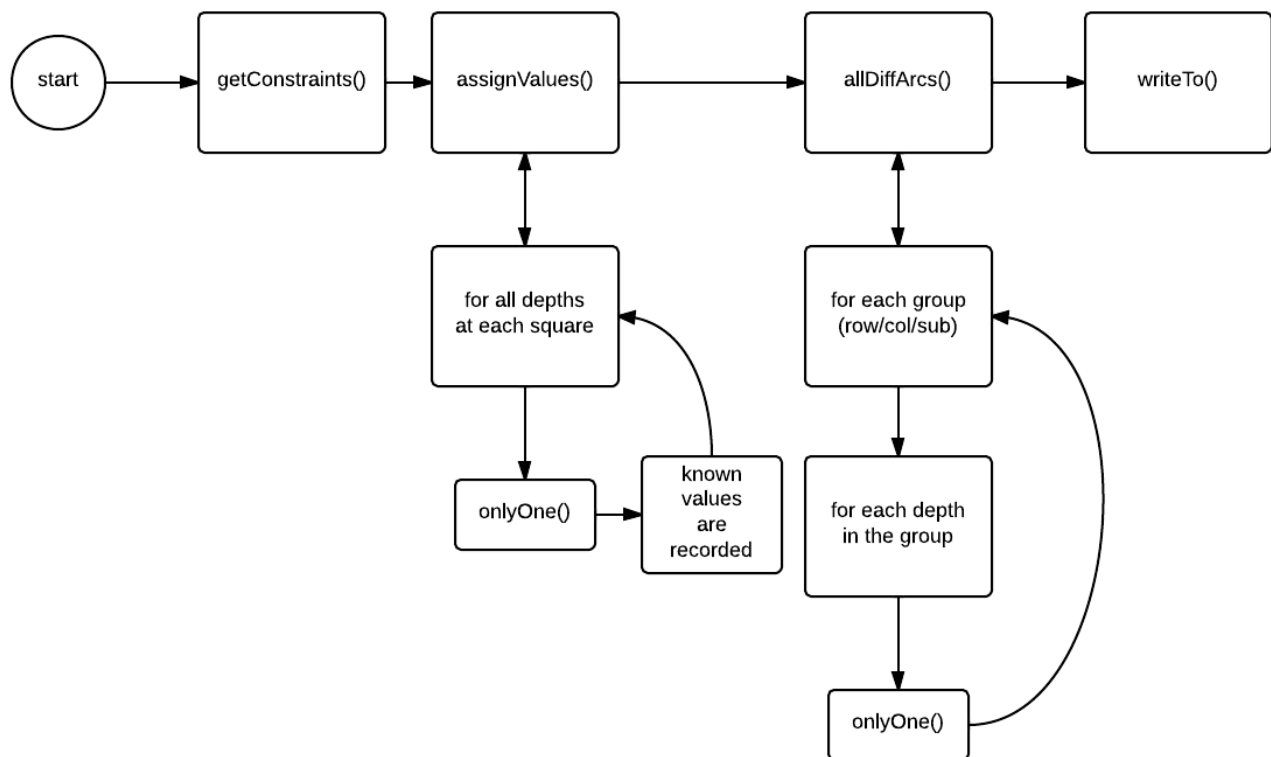 start
getConstraints()
assignValues()
allDiffArcs()
writeTo()
for all depths
at each square
for each group
(row/col/sub)
onlyOne()
known
values
are
recorded
for each depth
in the group
onlyOne()